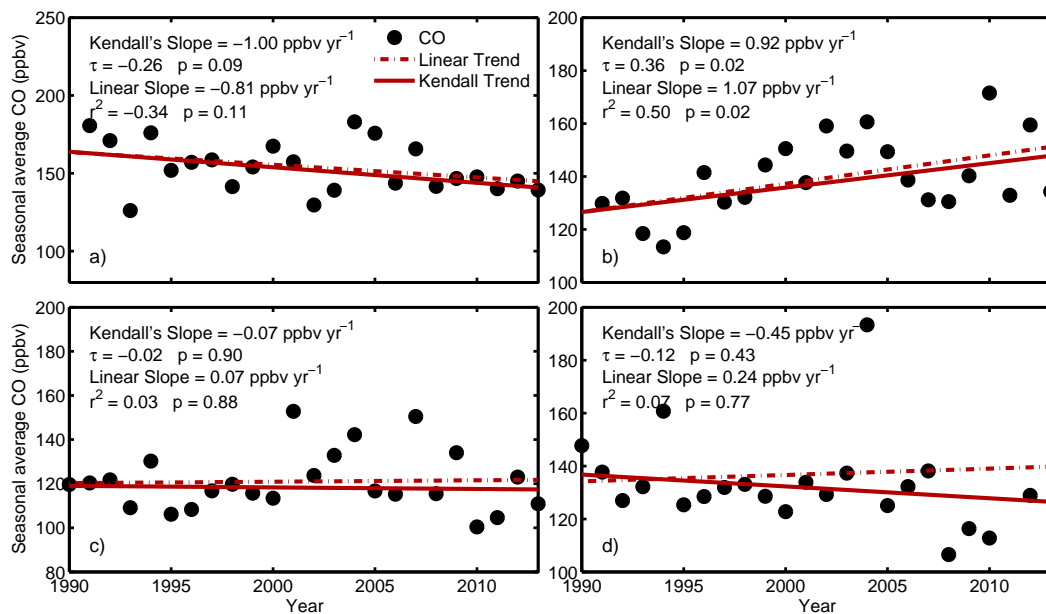 Seasonal average CO (ppbv)
250
200
150
100
50
Kendall's Slope = −1.00 ppbv yr−1
τ = −0.26 p = 0.09
Linear Slope = −0.81 ppbv yr−1
r2 = −0.34 p = 0.11
CO
Linear Trend
Kendall Trend
a)
200
180
160
140
120
100
Kendall's Slope = 0.92 ppbv yr−1
τ = 0.36 p = 0.02
Linear Slope = 1.07 ppbv yr−1
r2 = 0.50 p = 0.02
b)
Seasonal average CO (ppbv)
200
180
160
140
120
100
80
Kendall's Slope = −0.07 ppbv yr−1
τ = −0.02 p = 0.90
Linear Slope = 0.07 ppbv yr−1
r2 = 0.03 p = 0.88
c)
1990 1995 2000 2005 2010
Year
200
180
160
140
120
100
Kendall's Slope = −0.45 ppbv yr−
τ = −0.12 p = 0.43
Linear Slope = 0.24 ppbv yr−1
r2 = 0.07 p = 0.77
d)
1990 1995 2000 2005 2010
Year